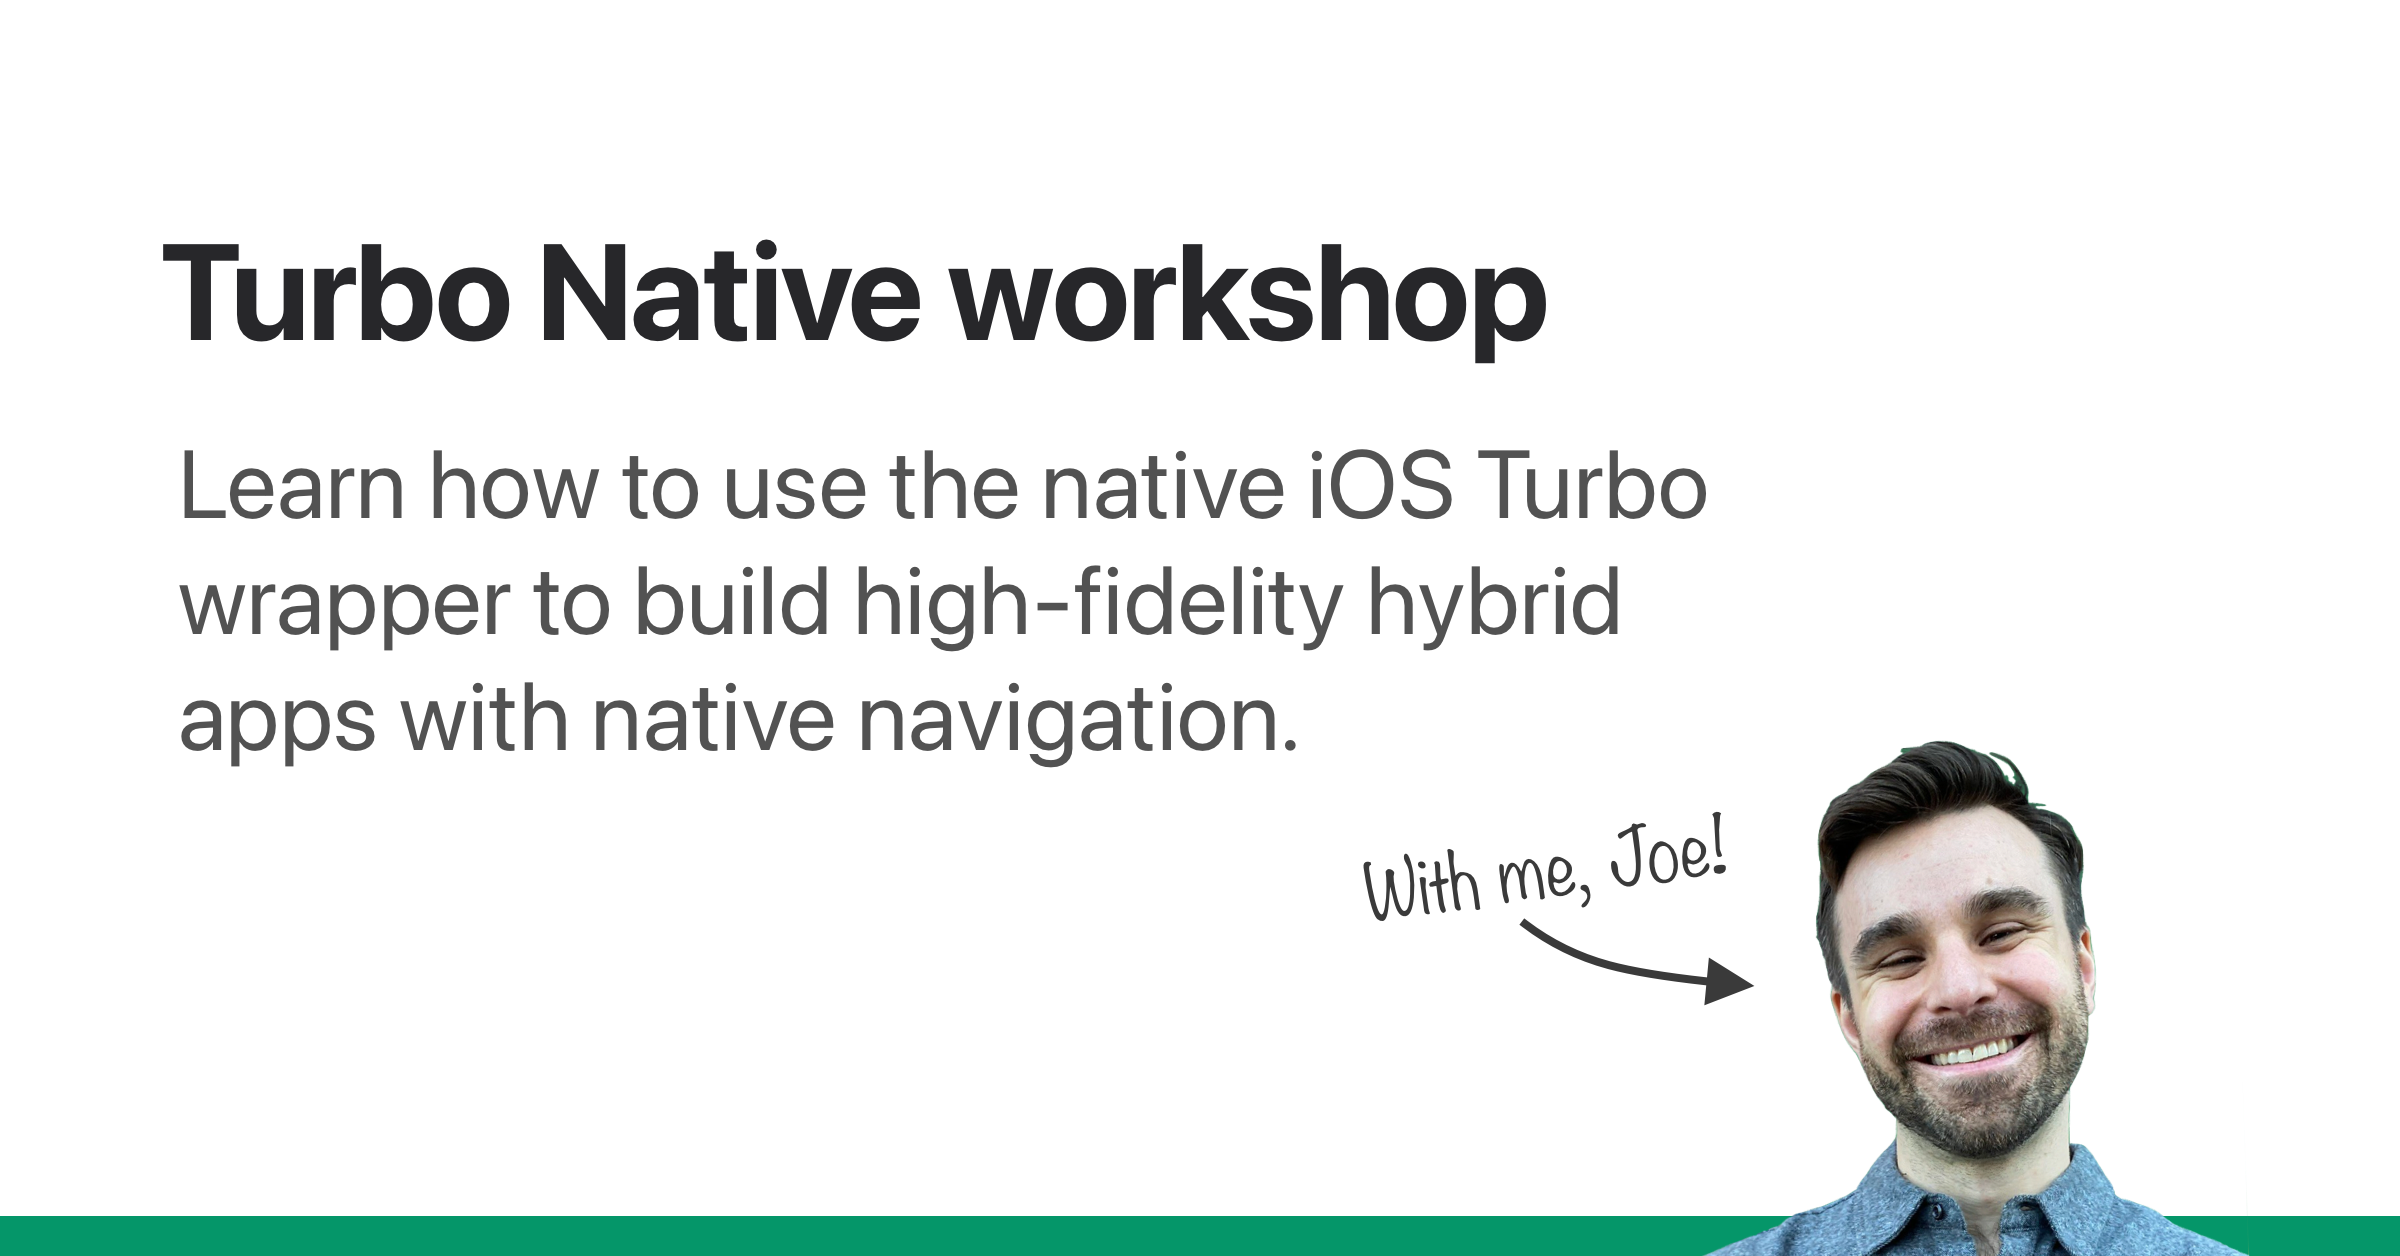 Turbo Native workshop
Learn how to use the native iOS Turbo
wrapper to build high-fidelity hybrid
apps with native navigation.
With me, Joe!